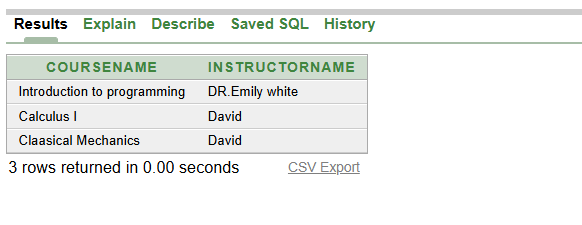 Results Explain Describe Saved SQL History
COURSENAME INSTRUCTORNAME
Introduction to programming DR.Emily white
Calculus I David
Claasical Mechanics David
3 rows returned in 0.00 seconds CSV Export